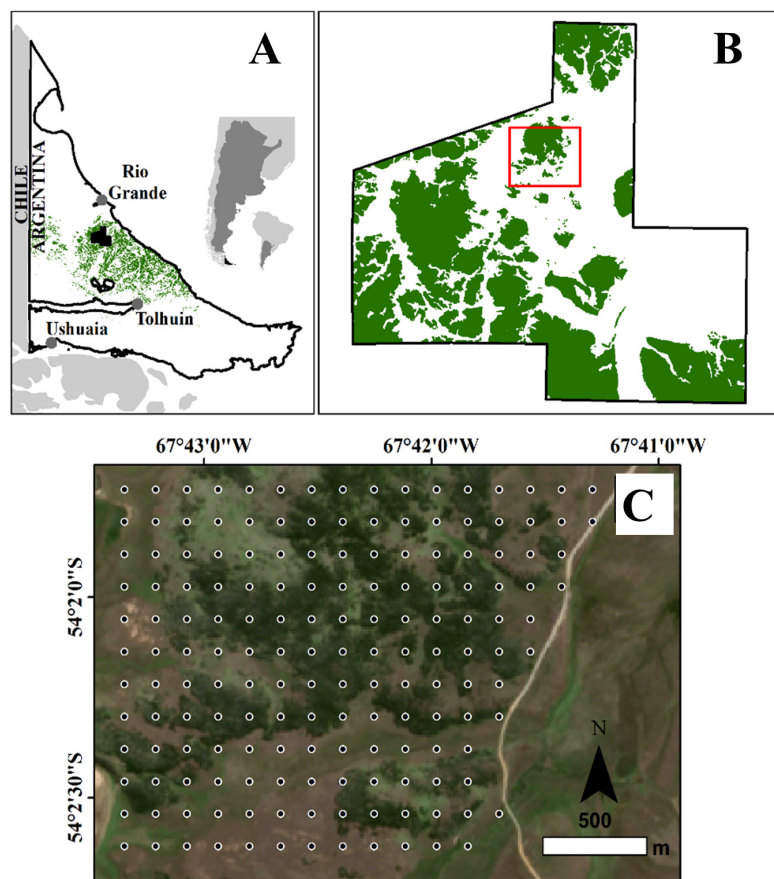 A
B
CHILE
ARGENTINA
Rio
Grande
Tolhuin
Ushuaia
67°43'0"W
67°42'0"W
67°41'0"W
C
54°2'0"S
54°2'30"S
N
500
m